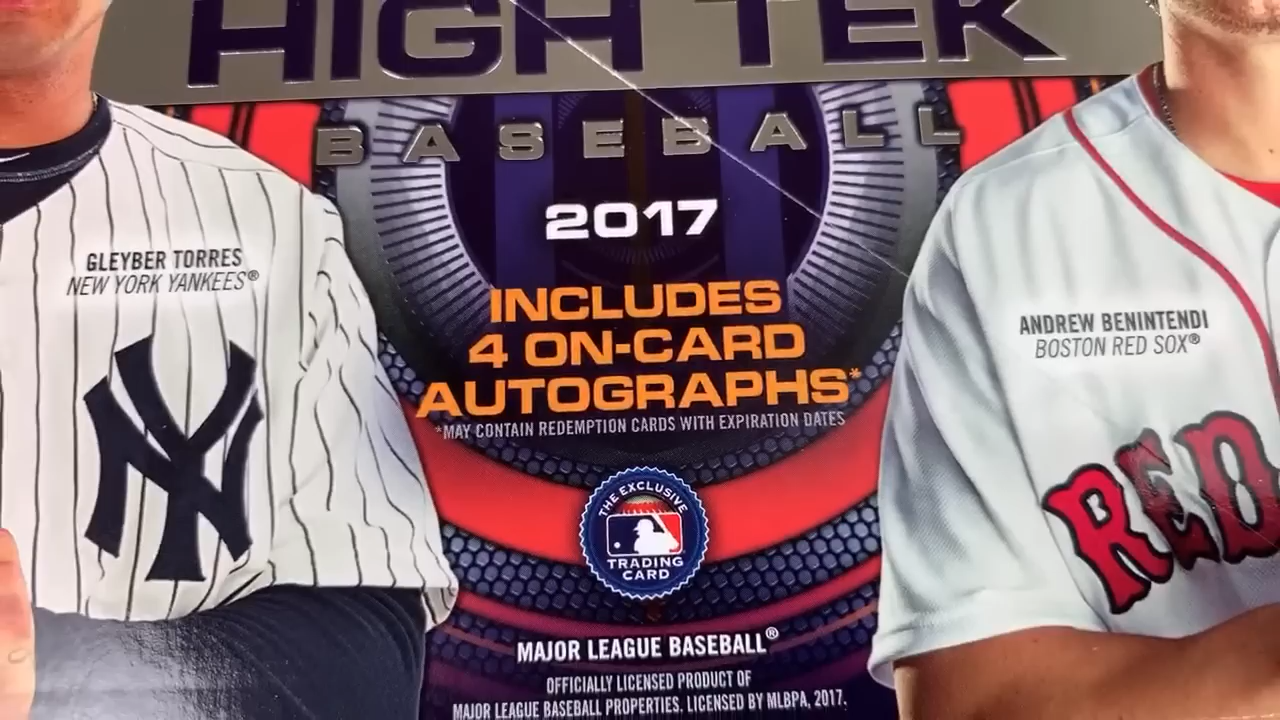 HIGH TEK
BASEBALL
2017
GLEYBER TORRES
NEW YORK YANKEES®
INCLUDES
4 ON-CARD
AUTOGRAPHS*
*MAY CONTAIN REDEMPTION CARDS WITH EXPIRATION DATES
ANDREW BENINTENDI
BOSTON RED SOX®
NY
RED
THE EXCLUSIVE
TRADING
CARD
MAJOR LEAGUE BASEBALL®
OFFICIALLY LICENSED PRODUCT OF
MAJOR LEAGUE BASEBALL PROPERTIES. LICENSED BY MLBPA, 2017.